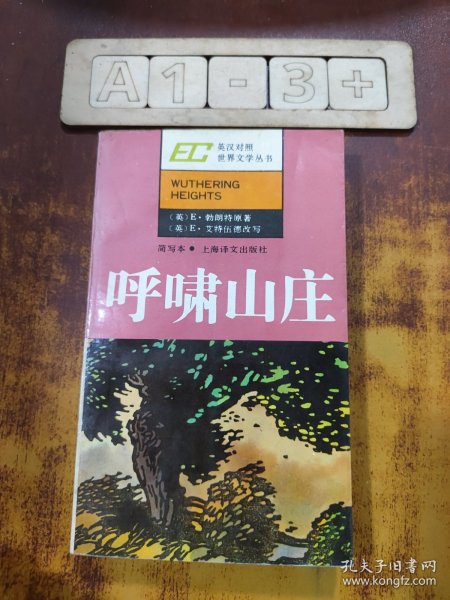 A1-3+
EC
英汉对照
世界文学丛书
WUTHERING
HEIGHTS
(英) E·勃朗特原著
(英) E·艾特伍德改写
简写本●上海译文出版社
呼啸山庄
孔夫子旧书网
www.kongfz.com